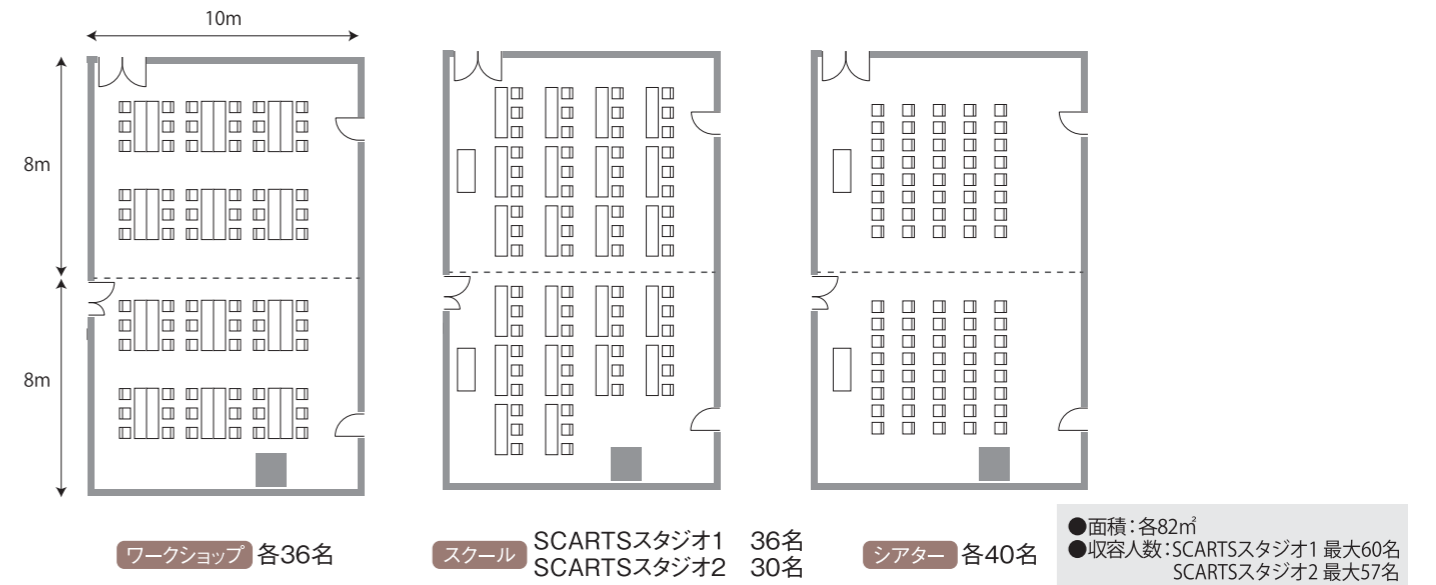 10m
8m
8m
ワークショップ 各36名
スクール SCARTSスタジオ1 36名
SCARTSスタジオ2 30名
シアター 各40名
●面積：各82㎡
●収容人数：SCARTSスタジオ1 最大60名
SCARTSスタジオ2 最大57名